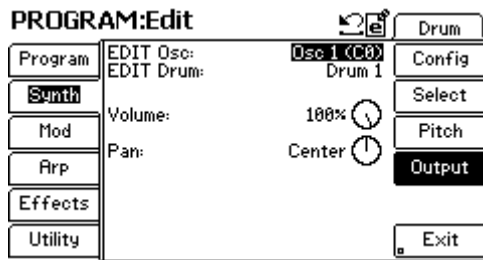 PROGRAM:Edit
Drum
Program
EDIT Osc: Osc 1 (C0)
Config
EDIT Drum: Drum 1
Synth
Select
Volume: 100%
Mod
Pitch
Pan: Center
Arp
Output
Effects
Utility
Exit